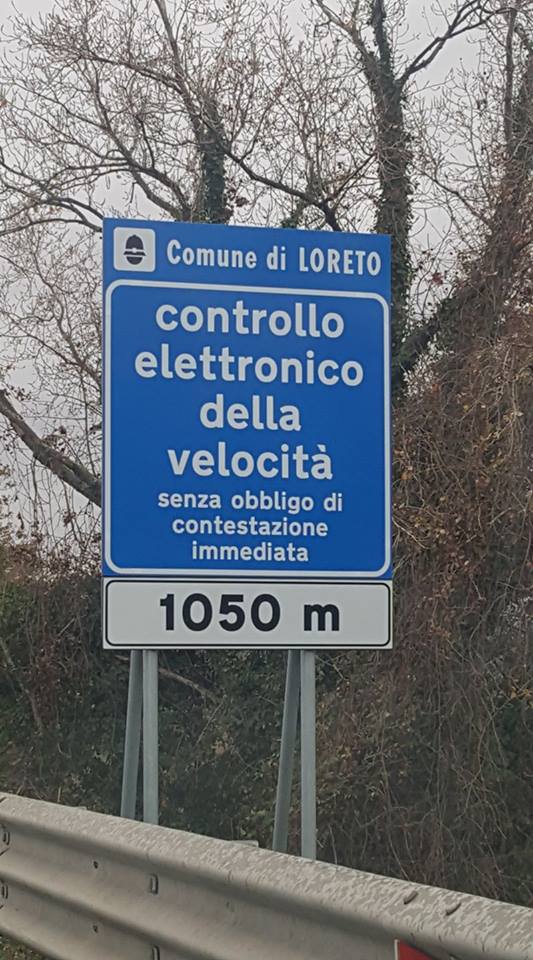 Comune di LORETO
controllo
elettronico
della
velocità
senza obbligo di
contestazione
immediata
1050 m